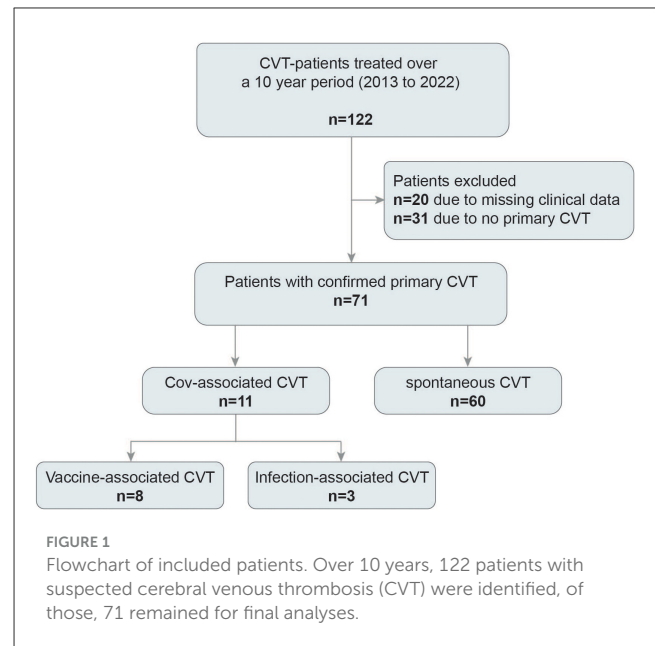 CVT-patients treated over
a 10 year period (2013 to 2022)
n=122
Patients excluded
n=20 due to missing clinical data
n=31 due to no primary CVT
Patients with confirmed primary CVT
n=71
Cov-associated CVT
n=11
spontaneous CVT
n=60
Vaccine-associated CVT
n=8
Infection-associated CVT
n=3
FIGURE 1
Flowchart of included patients. Over 10 years, 122 patients with
suspected cerebral venous thrombosis (CVT) were identified, of
those, 71 remained for final analyses.